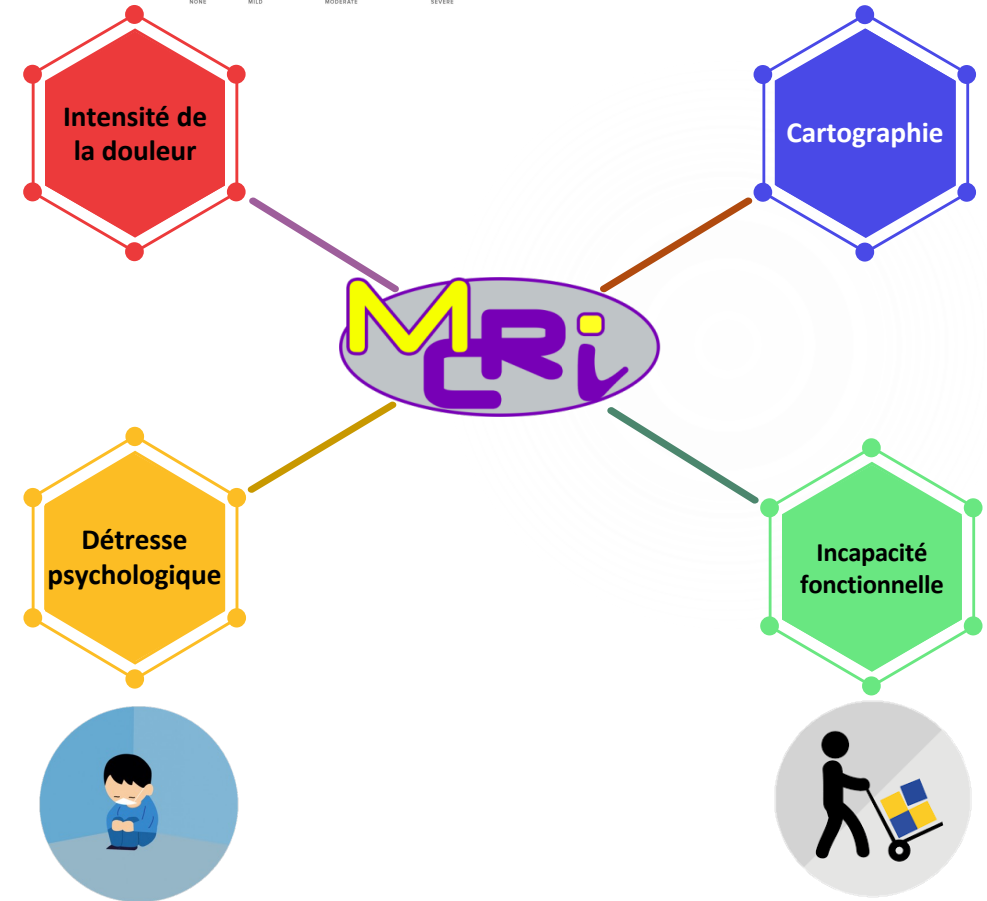 NONE MILD MODERATE SEVERE
Intensité de
la douleur
Cartographie
MCRi
Détresse
psychologique
Incapacité
fonctionnelle